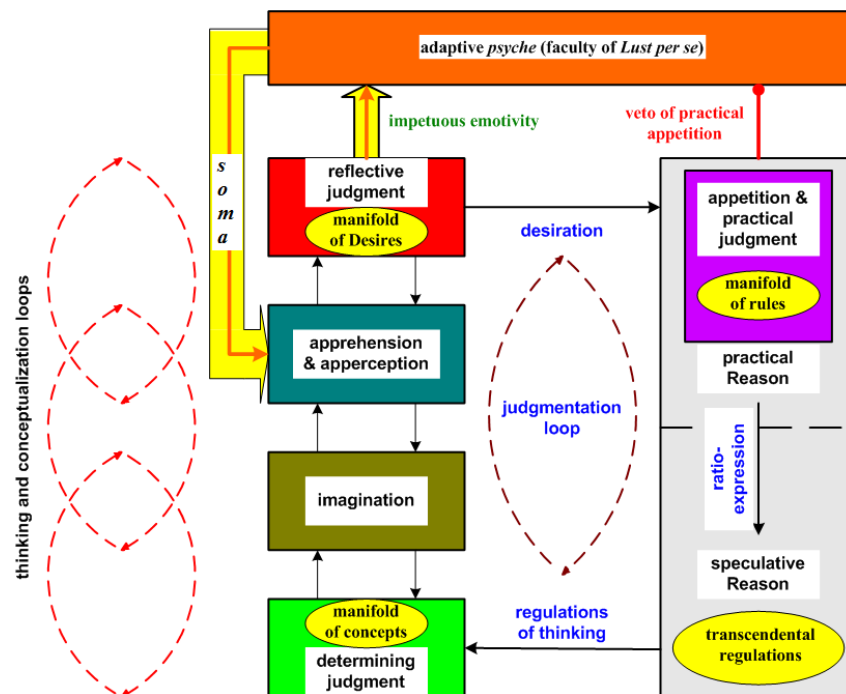 adaptive psyche (faculty of Lust per se)
impetuous emotivity
veto of practical
appetition
s
o
m
a
reflective
judgment
manifold
of Desires
desiration
appetition &
practical
judgment
manifold
of rules
practical
Reason
thinking and conceptualization loops
apprehension
& apperception
judgmentation
loop
ratio-
expression
imagination
speculative
Reason
manifold
of concepts
determining
judgment
regulations
of thinking
transcendental
regulations